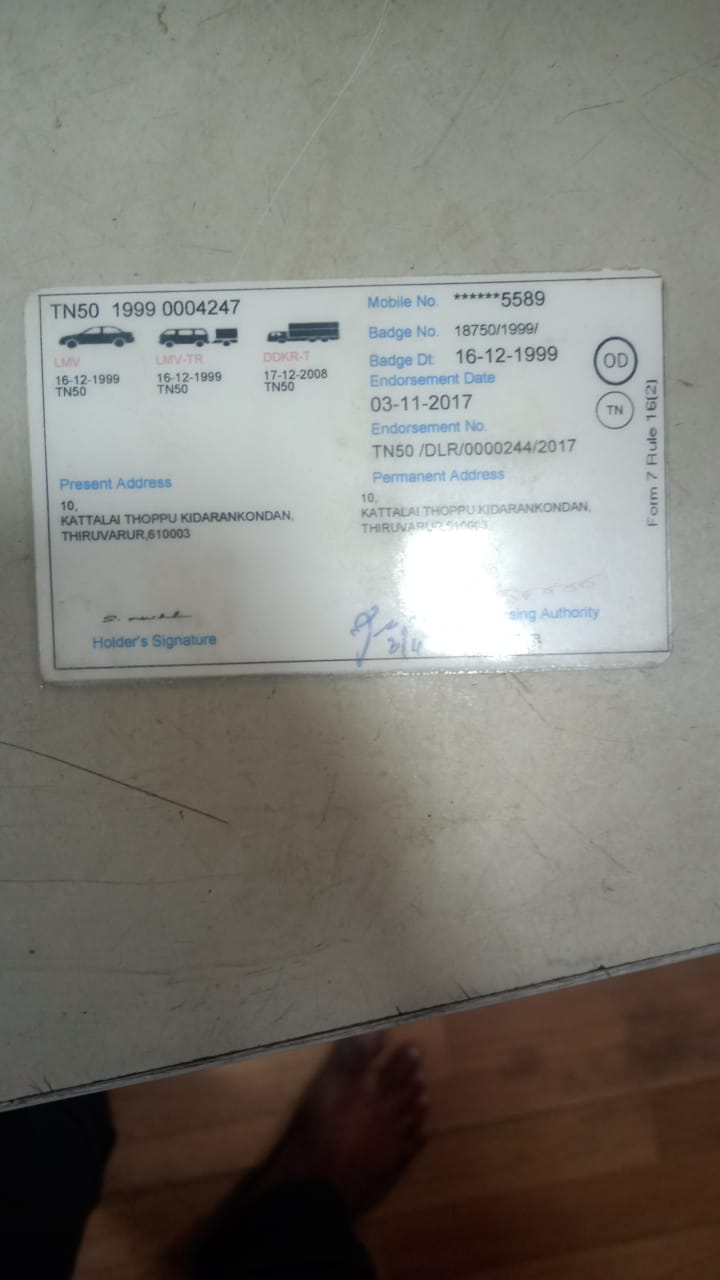 TN50 1999 0004247
LMV
16-12-1999
TN50
LMV-TR
16-12-1999
TN50
DDKR-T
17-12-2008
TN50
Mobile No. ******5589
Badge No. 18750/1999/
Badge Dt: 16-12-1999
Endorsement Date
03-11-2017
Endorsement No.
TN50 /DLR/0000244/2017
OD
TN
Form 7 Rule 16(2)
Present Address
10,
KATTALAI THOPPU KIDARANKONDAN,
THIRUVARUR,610003
Permanent Address
10,
KATTALAI THOPPU KIDARANKONDAN,
THIRUVARUR,610003
Holder's Signature
Authority